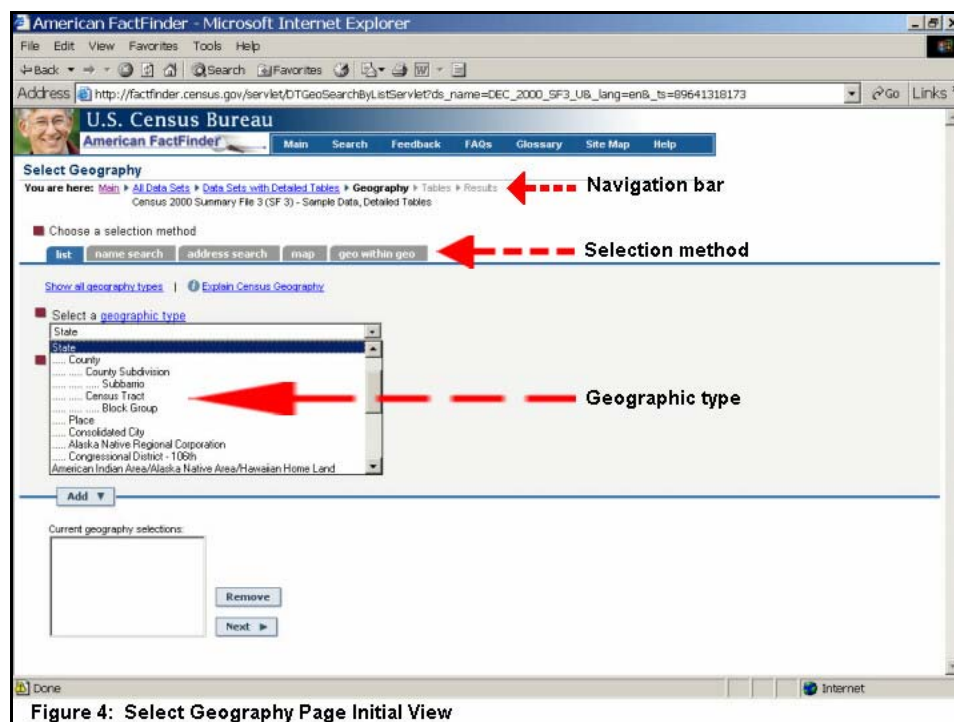 American FactFinder - Microsoft Internet Explorer
File Edit View Favorites Tools Help
Back Search Favorites
Address http://factfinder.census.gov/servlet/DTGeoSearchByListServlet?ds_name=DEC_2000_SF3_U&_lang=en&_ts=89641318173 Go Links
U.S. Census Bureau
American FactFinder Main Search Feedback FAQs Glossary Site Map Help
Select Geography
You are here: Main ▶ All Data Sets ▶ Data Sets with Detailed Tables ▶ Geography ▶ Tables ▶ Results
Navigation bar
Census 2000 Summary File 3 (SF 3) - Sample Data, Detailed Tables
Choose a selection method
list name search address search map geo within geo
Selection method
Show all geography types | Explain Census Geography
Select a geographic type
State
State
..... County
..... ..... County Subdivision
..... ..... ..... Subbarrio
..... ..... Census Tract
Geographic type
..... ..... ..... Block Group
..... Place
..... Consolidated City
..... Alaska Native Regional Corporation
..... Congressional District - 106th
American Indian Area/Alaska Native Area/Hawaiian Home Land
Add ▼
Current geography selections:
Remove
Next ▶
Done Internet
Figure 4: Select Geography Page Initial View